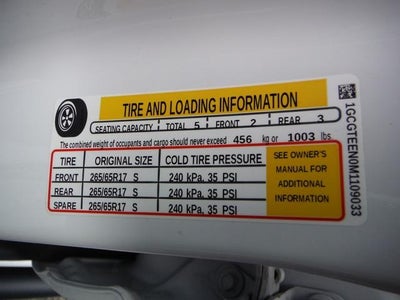 TIRE AND LOADING INFORMATION
SEATING CAPACITY TOTAL 5 FRONT 2 REAR 3
The combined weight of occupants and cargo should never exceed 456 kg or 1003 lbs.
TIRE ORIGINAL SIZE COLD TIRE PRESSURE
FRONT 265/65R17 S 240 kPa, 35 PSI
REAR 265/65R17 S 240 kPa, 35 PSI
SPARE 265/65R17 S 240 kPa, 35 PSI
SEE OWNER'S
MANUAL FOR
ADDITIONAL
INFORMATION
1GCGTEEN0M1109033